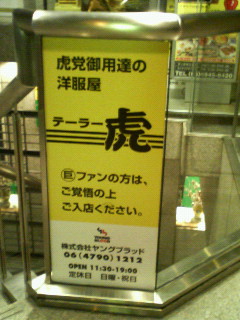 虎党御用達の
洋服屋
テーラー虎
巨ファンの方は、
ご覚悟の上
ご入店ください。
株式会社ヤングブラッド
06(4790)1212
OPEN 11:30-19:00
定休日 日曜・祝日